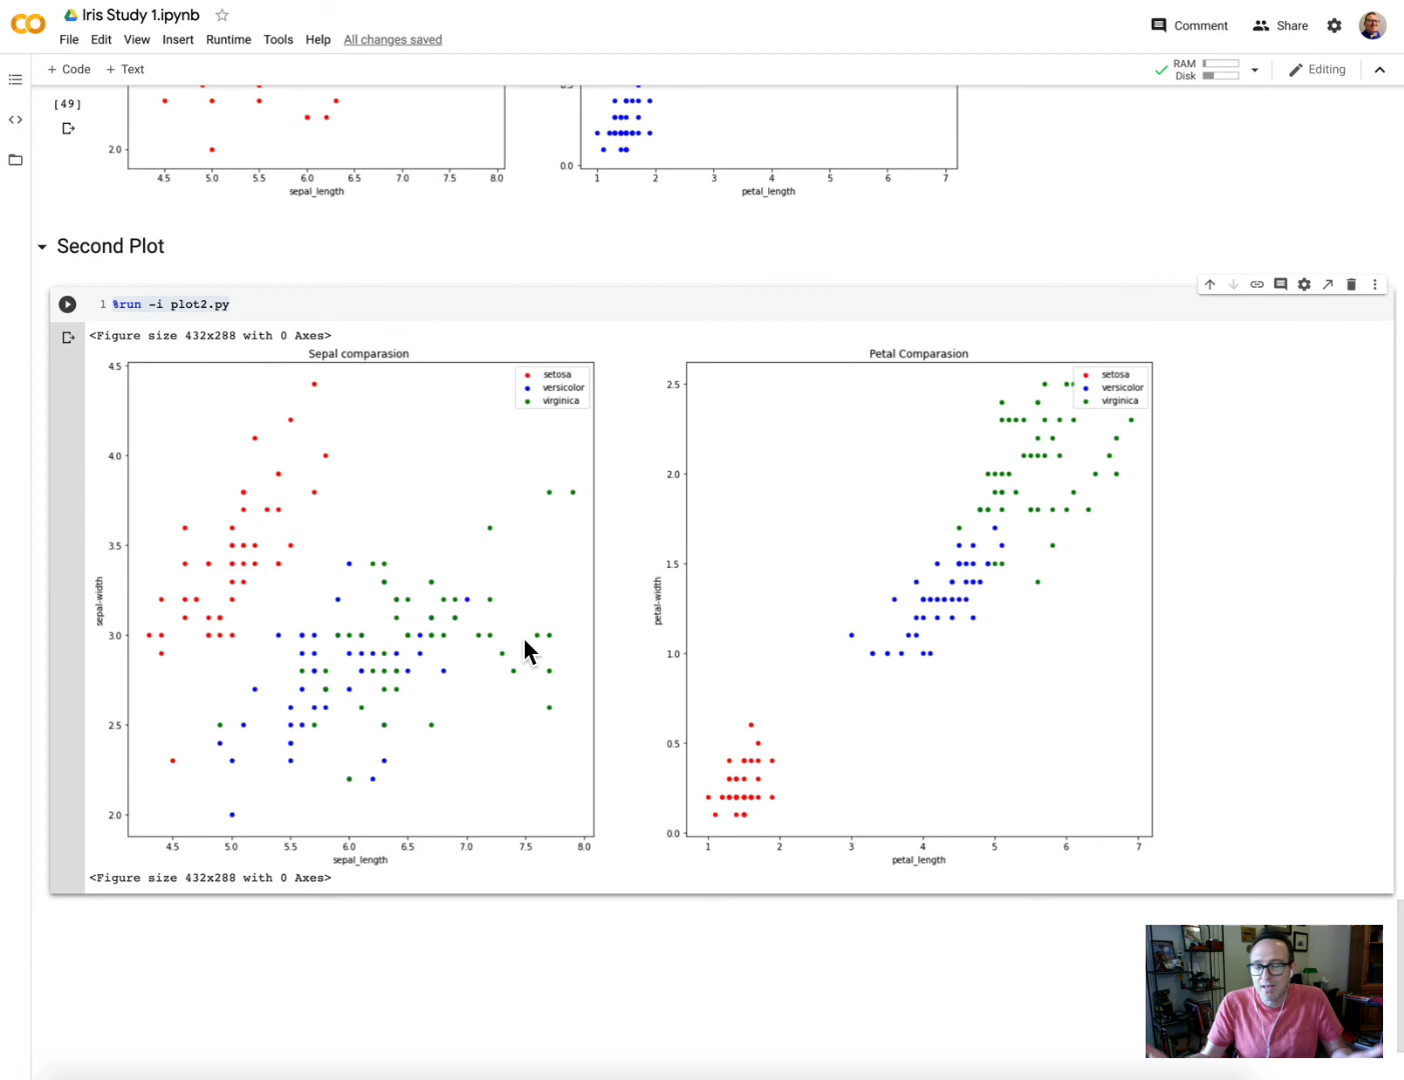 Iris Study 1.ipynb
File Edit View Insert Runtime Tools Help All changes saved
Comment Share
+ Code + Text
RAM
Disk
Editing
[49]
2.0
4.5 5.0 5.5 6.0 6.5 7.0 7.5 8.0
sepal_length
0.5
0.0
1 2 3 4 5 6 7
petal_length
Second Plot
1 %run -i plot2.py
<Figure size 432x288 with 0 Axes>
Sepal comparasion
setosa
versicolor
virginica
4.5
4.0
3.5
3.0
2.5
2.0
sepal-width
4.5 5.0 5.5 6.0 6.5 7.0 7.5 8.0
sepal_length
Petal Comparasion
setosa
versicolor
virginica
2.5
2.0
1.5
1.0
0.5
0.0
petal-width
1 2 3 4 5 6 7
petal_length
<Figure size 432x288 with 0 Axes>